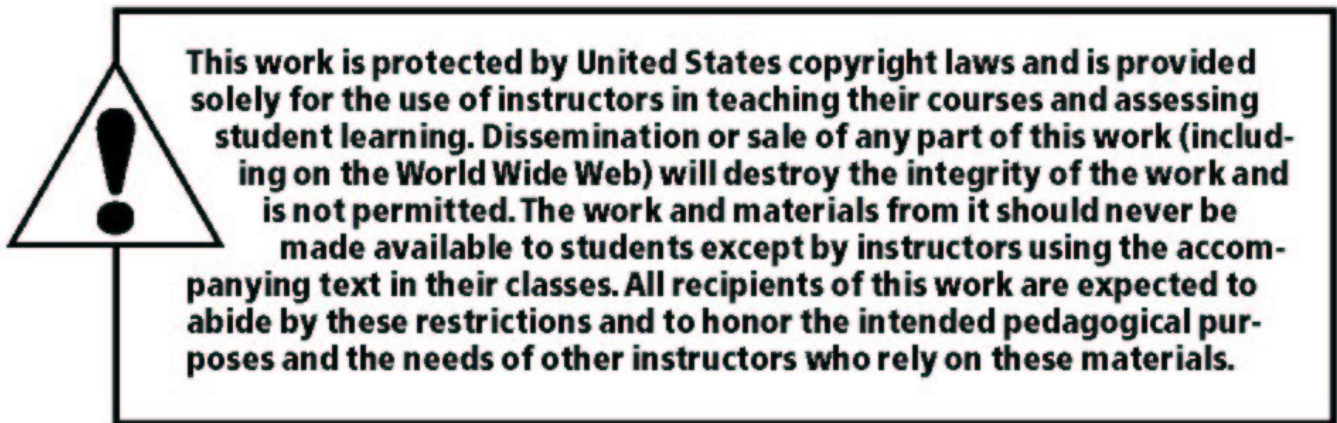 This work is protected by United States copyright laws and is provided
solely for the use of instructors in teaching their courses and assessing
student learning. Dissemination or sale of any part of this work (includ-
ing on the World Wide Web) will destroy the integrity of the work and
is not permitted. The work and materials from it should never be
made available to students except by instructors using the accom-
panying text in their classes. All recipients of this work are expected to
abide by these restrictions and to honor the intended pedagogical pur-
poses and the needs of other instructors who rely on these materials.